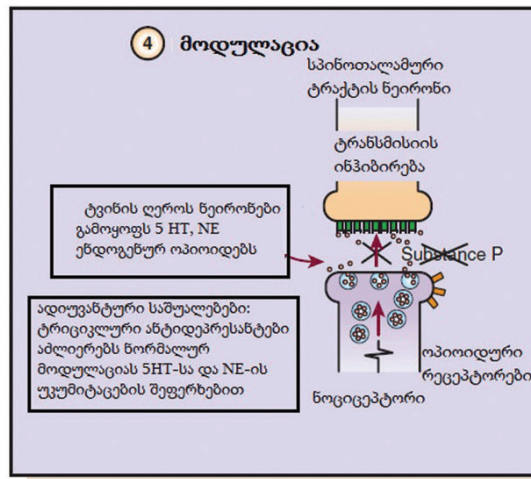 4 მოდულაცია
სპინოთალამური
ტრაქტის ნეირონი
ტრანსმისიის
ინჰიბირება
ტვინის ღეროს ნეირონები
გამოყოფს 5 HT, NE
ენდოგენურ ოპიოიდებს
Substance P
ადიუვანტური საშუალებები:
ტრიციკლური ანტიდეპრესანტები
აძლიერებს ნორმალურ
მოდულაციას 5HT-სა და NE-ის
უკუმიტაცების შეფერხებით
ოპიოიდური
რეცეპტორები
ნოციცეპტორი